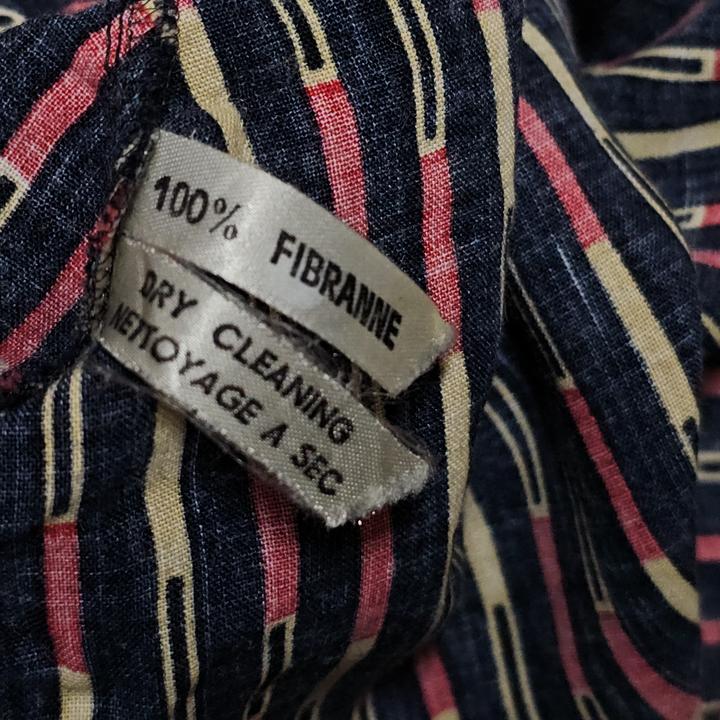 100% FIBRANNE
DRY CLEANING
NETTOYAGE A SEC